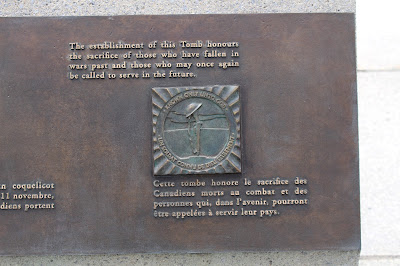 The establishment of this Tomb honours
the sacrifice of those who have fallen in
wars past and those who may once again
be called to serve in the future.
n coquelicot
11 novembre,
diens portent
Cette tombe honore le sacrifice des
Canadiens morts au combat et des
personnes qui, dans l'avenir, pourront
être appelées à servir leur pays.